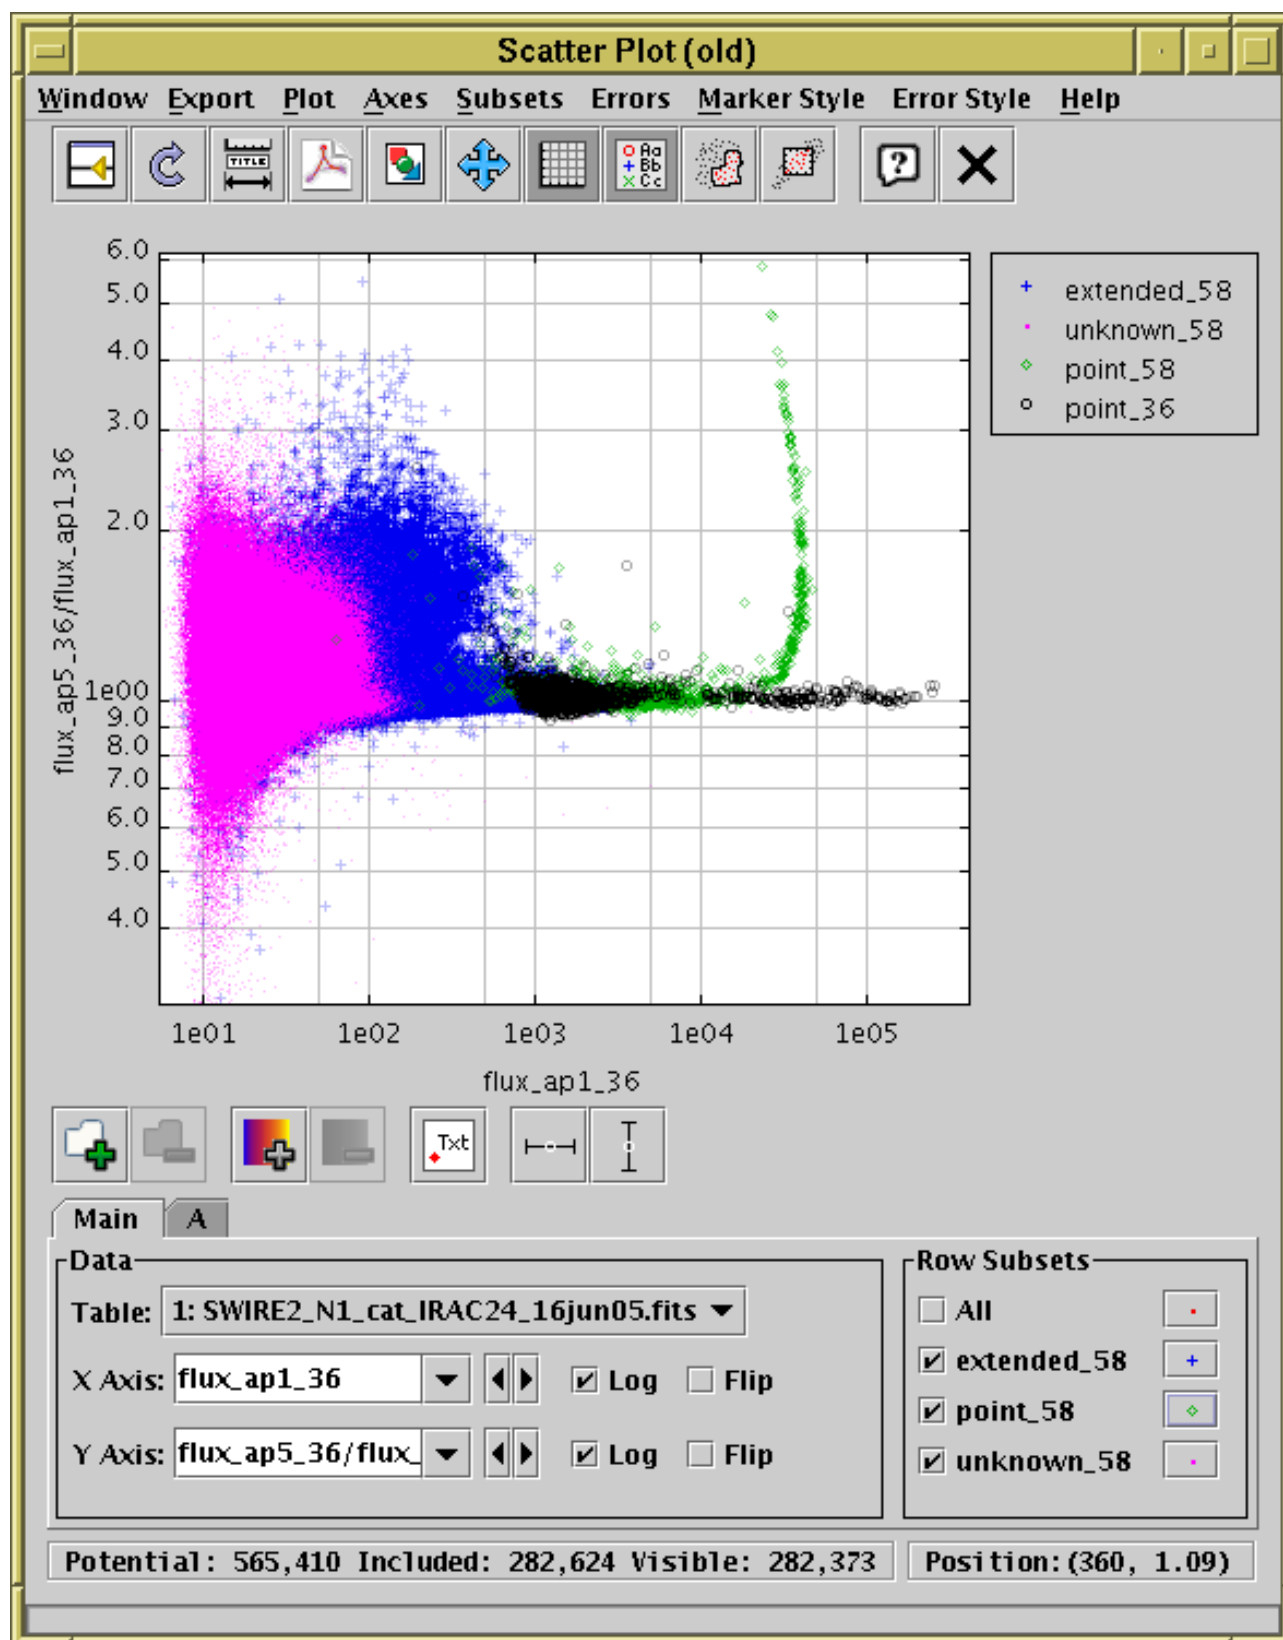 Scatter Plot (old)
Window Export Plot Axes Subsets Errors Marker Style Error Style Help
TITLE
Aa
Bb
Cc
?
6.0
5.0
4.0
3.0
2.0
1e00
9.0
8.0
7.0
6.0
5.0
4.0
flux_ap5_36/flux_ap1_36
1e01 1e02 1e03 1e04 1e05
flux_ap1_36
extended_58
unknown_58
point_58
point_36
Txt
Main A
Data
Table: 1: SWIRE2_N1_cat_IRAC24_16jun05.fits
X Axis: flux_ap1_36 Log Flip
Y Axis: flux_ap5_36/flux_ Log Flip
Row Subsets
All
extended_58
point_58
unknown_58
Potential: 565,410 Included: 282,624 Visible: 282,373
Position: (360, 1.09)